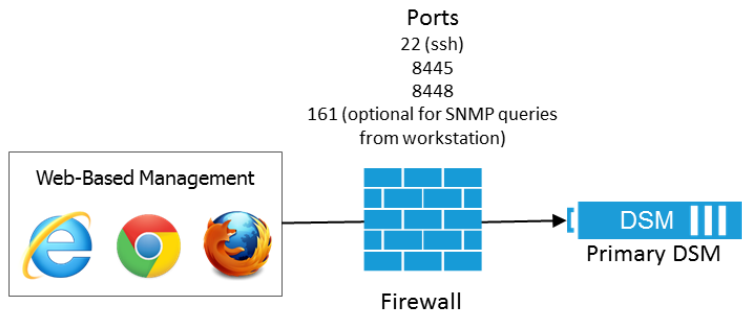 Ports
22 (ssh)
8445
8448
161 (optional for SNMP queries
from workstation)
Web-Based Management
DSM
Primary DSM
Firewall